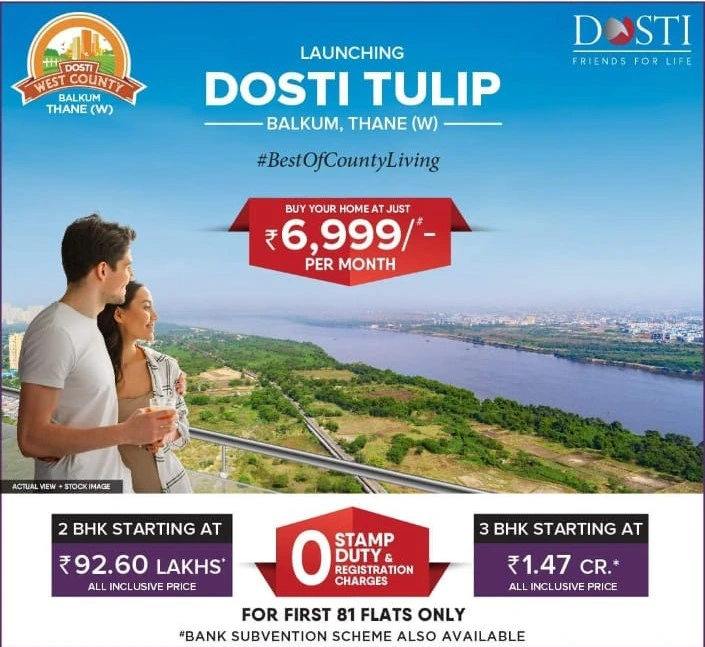 DOSTI
WEST COUNTY
BALKUM
THANE (W)
DOSTI
FRIENDS FOR LIFE
LAUNCHING
DOSTI TULIP
BALKUM, THANE (W)
#BestOfCountyLiving
BUY YOUR HOME AT JUST
₹6,999/#-
PER MONTH
ACTUAL VIEW + STOCK IMAGE
2 BHK STARTING AT
₹92.60 LAKHS*
ALL INCLUSIVE PRICE
0 STAMP
DUTY &
REGISTRATION
CHARGES
3 BHK STARTING AT
₹1.47 CR.*
ALL INCLUSIVE PRICE
FOR FIRST 81 FLATS ONLY
#BANK SUBVENTION SCHEME ALSO AVAILABLE